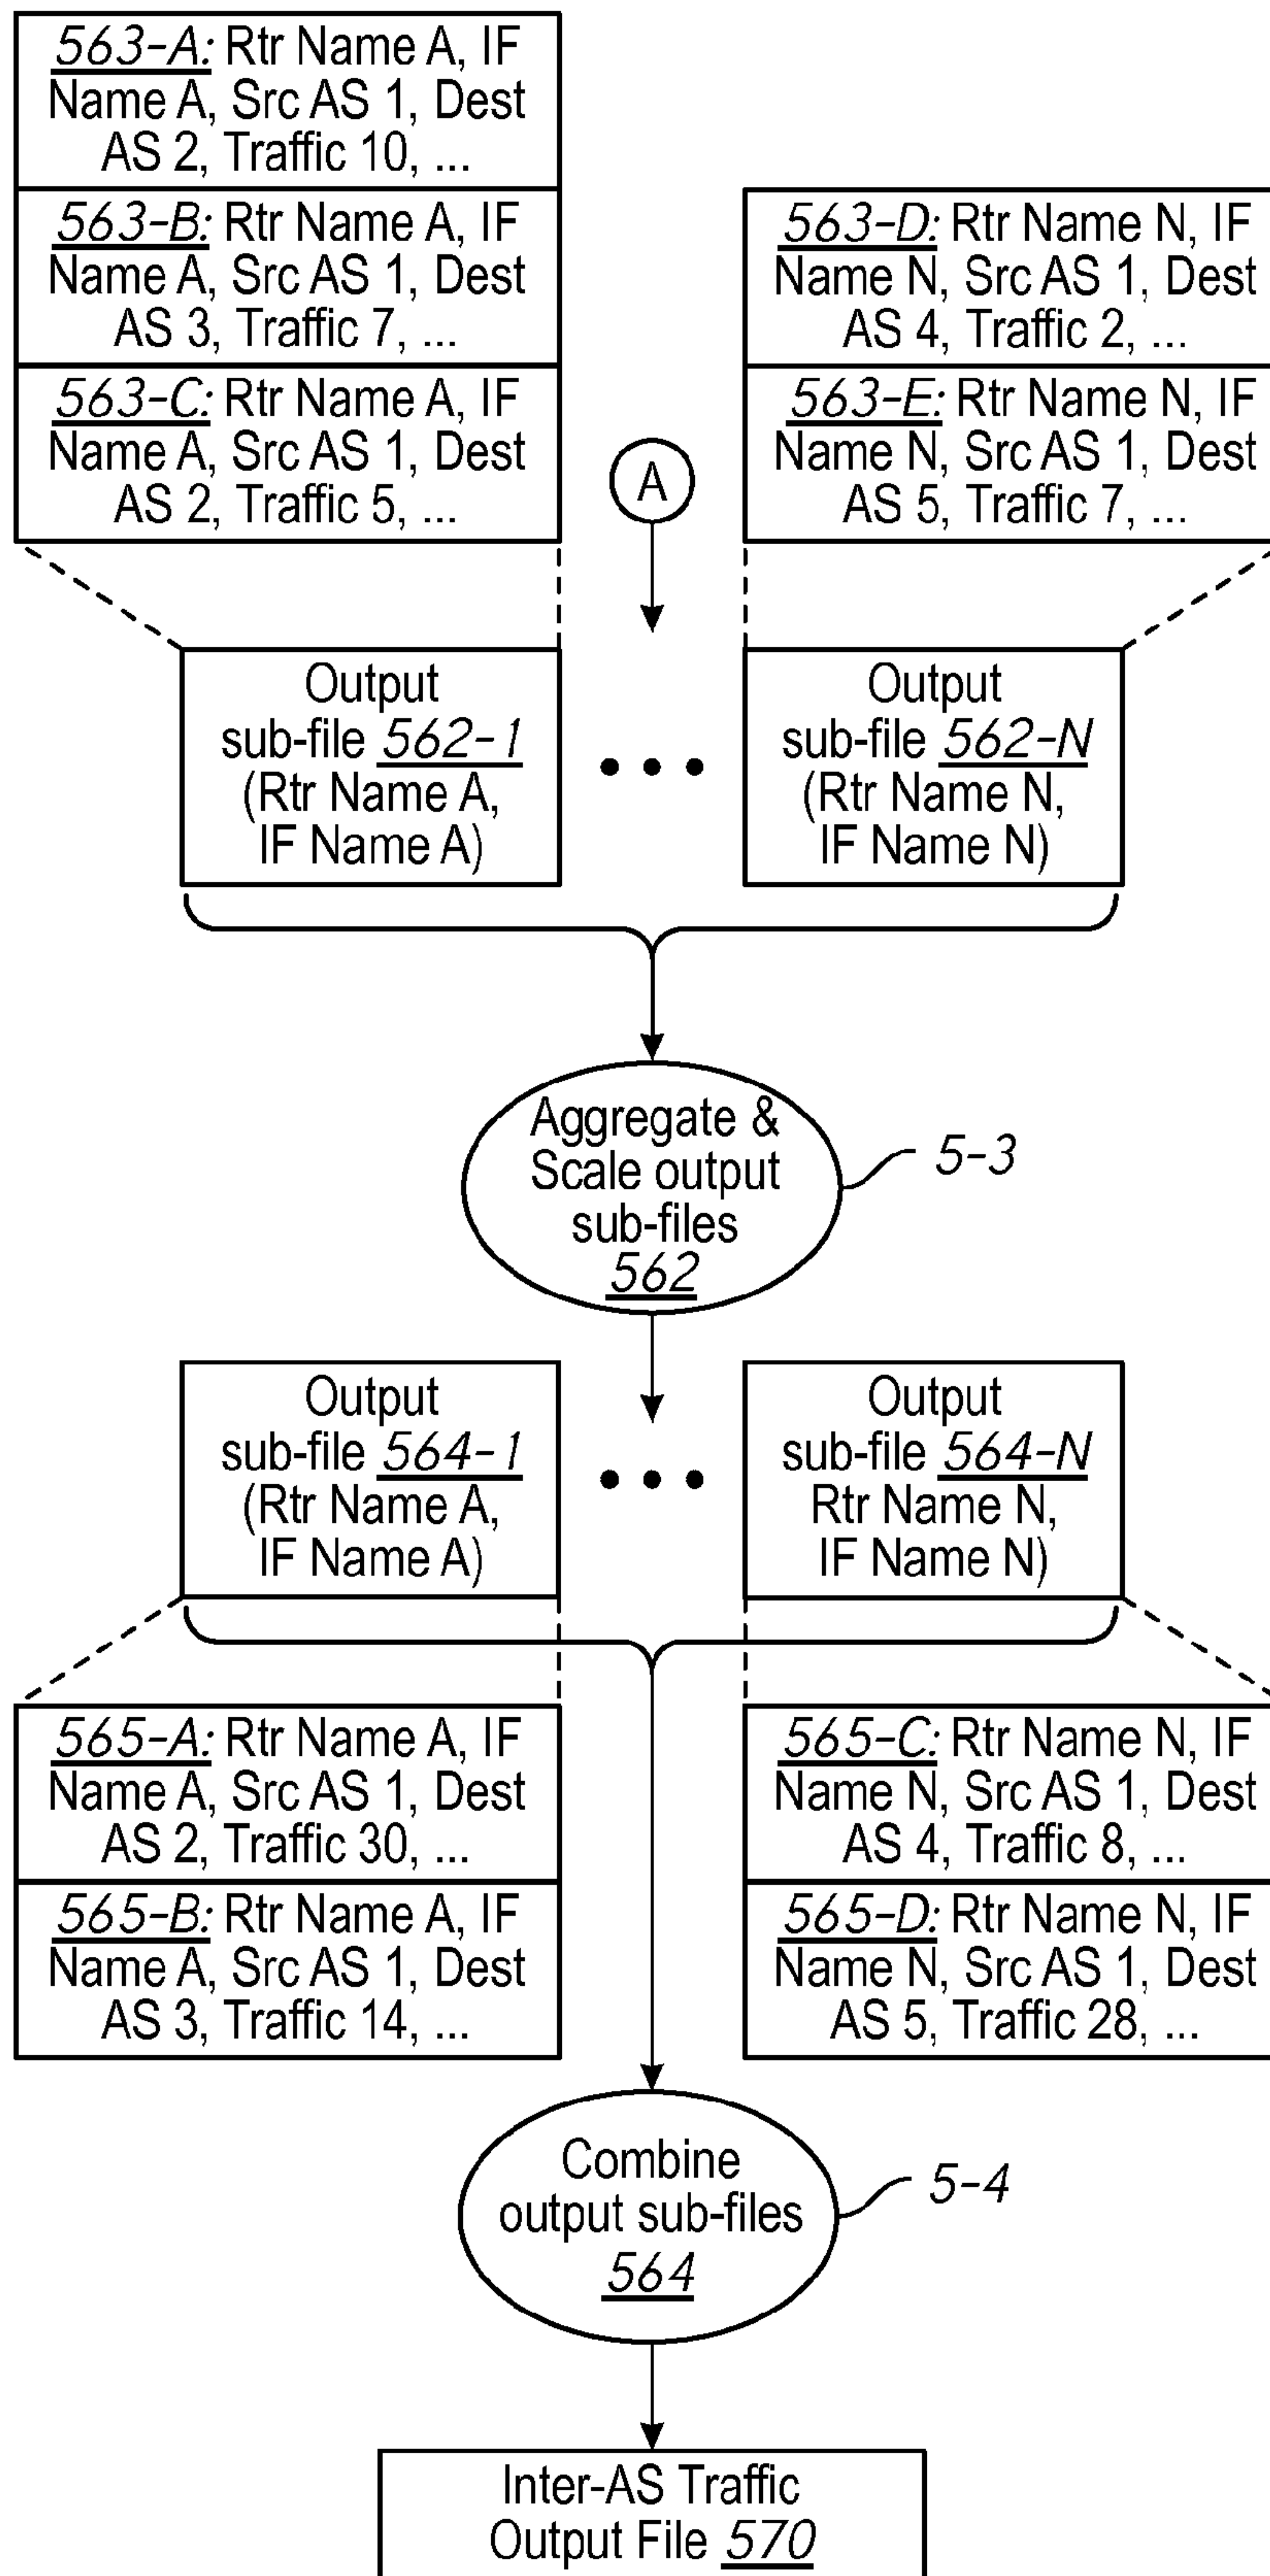 563-A: Rtr Name A, IF
Name A, Src AS 1, Dest
AS 2, Traffic 10, ...
563-B: Rtr Name A, IF
Name A, Src AS 1, Dest
AS 3, Traffic 7, ...
563-C: Rtr Name A, IF
Name A, Src AS 1, Dest
AS 2, Traffic 5, ...
563-D: Rtr Name N, IF
Name N, Src AS 1, Dest
AS 4, Traffic 2, ...
563-E: Rtr Name N, IF
Name N, Src AS 1, Dest
AS 5, Traffic 7, ...
A
Output
sub-file 562-1
(Rtr Name A,
IF Name A)
Output
sub-file 562-N
(Rtr Name N,
IF Name N)
Aggregate &
Scale output
sub-files
562
5-3
Output
sub-file 564-1
(Rtr Name A,
IF Name A)
Output
sub-file 564-N
Rtr Name N,
IF Name N)
565-A: Rtr Name A, IF
Name A, Src AS 1, Dest
AS 2, Traffic 30, ...
565-B: Rtr Name A, IF
Name A, Src AS 1, Dest
AS 3, Traffic 14, ...
565-C: Rtr Name N, IF
Name N, Src AS 1, Dest
AS 4, Traffic 8, ...
565-D: Rtr Name N, IF
Name N, Src AS 1, Dest
AS 5, Traffic 28, ...
Combine
output sub-files
564
5-4
Inter-AS Traffic
Output File 570